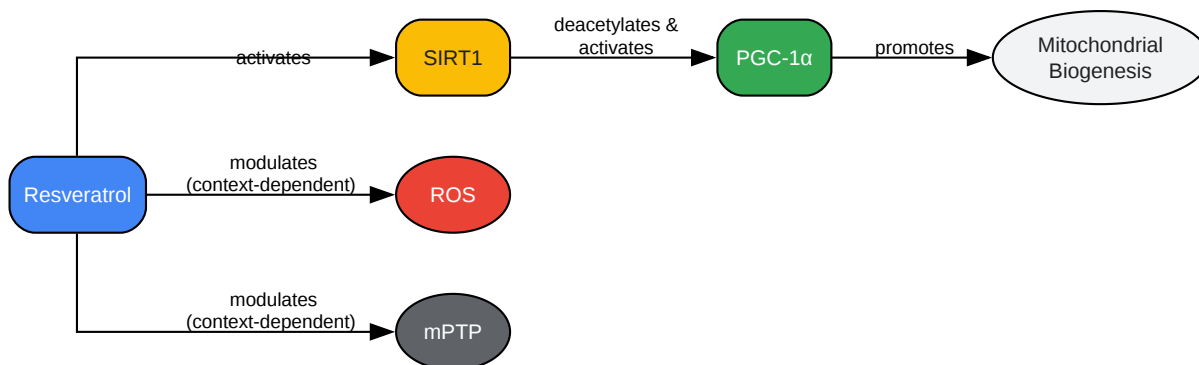 activates
SIRT1
deacetylates &
activates
PGC-1α
promotes
Mitochondrial
Biogenesis
Resveratrol
modulates
(context-dependent)
ROS
modulates
(context-dependent)
mPTP